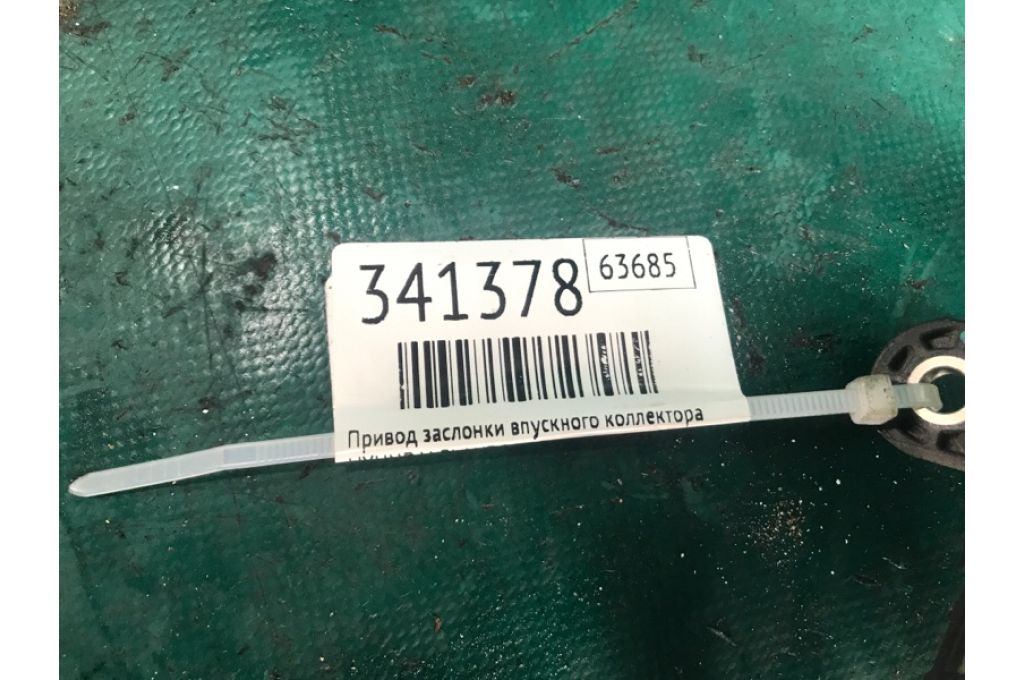 341378
63685
Привод заслонки впускного коллектора